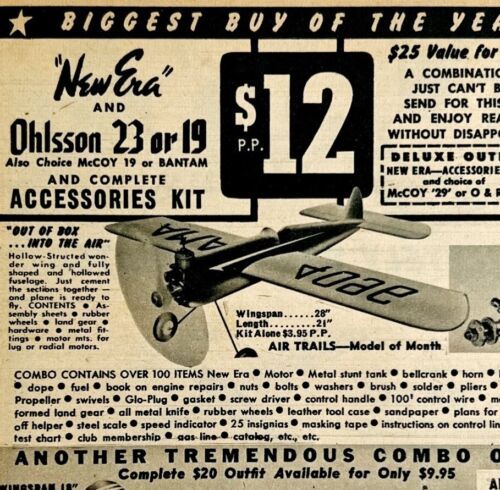 ★ BIGGEST BUY OF THE YE
"New Era"
AND
Ohlsson 23 or 19
Also Choice McCOY 19 or BANTAM
AND COMPLETE
ACCESSORIES KIT
$12
P.P.
$25 Value for
A COMBINATIO
JUST CAN'T B
SEND FOR THIS
AND ENJOY REA
WITHOUT DISAPP
DELUXE OUT
NEW ERA—ACCESSORIE
and choice of
McCOY '29' or O & R
"OUT OF BOX
...INTO THE AIR"
Hollow-Structed won-
der wing and fully
shaped and hollowed
fuselage. Just cement
the sections together —
and plane is ready to
fly. CONTENTS ● As-
sembly sheets ● rubber
wheels ● land gear ●
hardware ● metal fit-
tings ● motor mts. for
lug or radial motors.
AMA
Wingspan.....28"
Length.....21"
Kit Alone $3.95 P.P.
AIR TRAILS—Model of Month
COMBO CONTAINS OVER 100 ITEMS New Era ● Motor ● Metal stunt tank ● bellcrank ● horn ●
● dope ● fuel ● book on engine repairs ● nuts ● bolts ● washers ● brush ● solder ● pliers
Propeller ● swivels ● Glo-Plug ● gasket ● screw driver ● control handle ● 100' control wire ● m
formed land gear ● all metal knife ● rubber wheels ● leather tool case ● sandpaper ● plans for
off helper ● steel scale ● speed indicator ● 25 insignias ● making tape ● instructions on control lin
test chart ● club membership ● gas line ● catalog, etc., etc.
ANOTHER TREMENDOUS COMBO O
Complete $20 Outfit Available for Only $9.95
WINGSPAN 18"